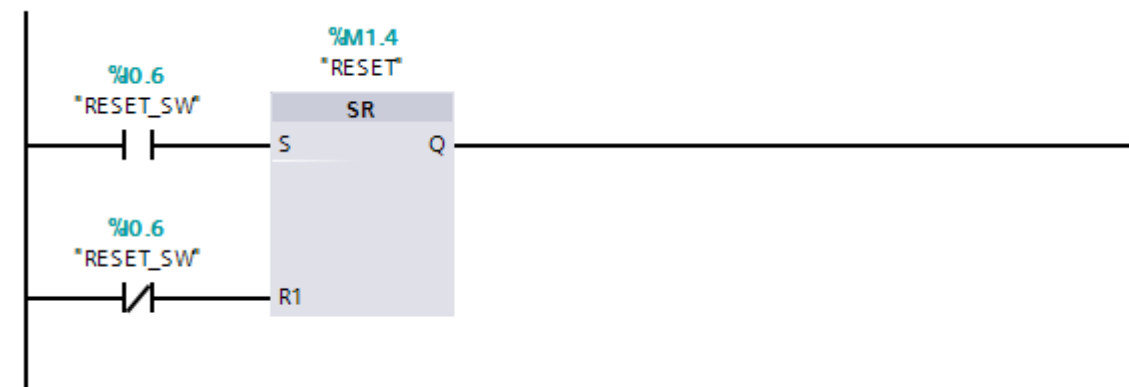 %M1.4
"RESET"
%I0.6
"RESET_SW"
SR
S
Q
%I0.6
"RESET_SW"
R1